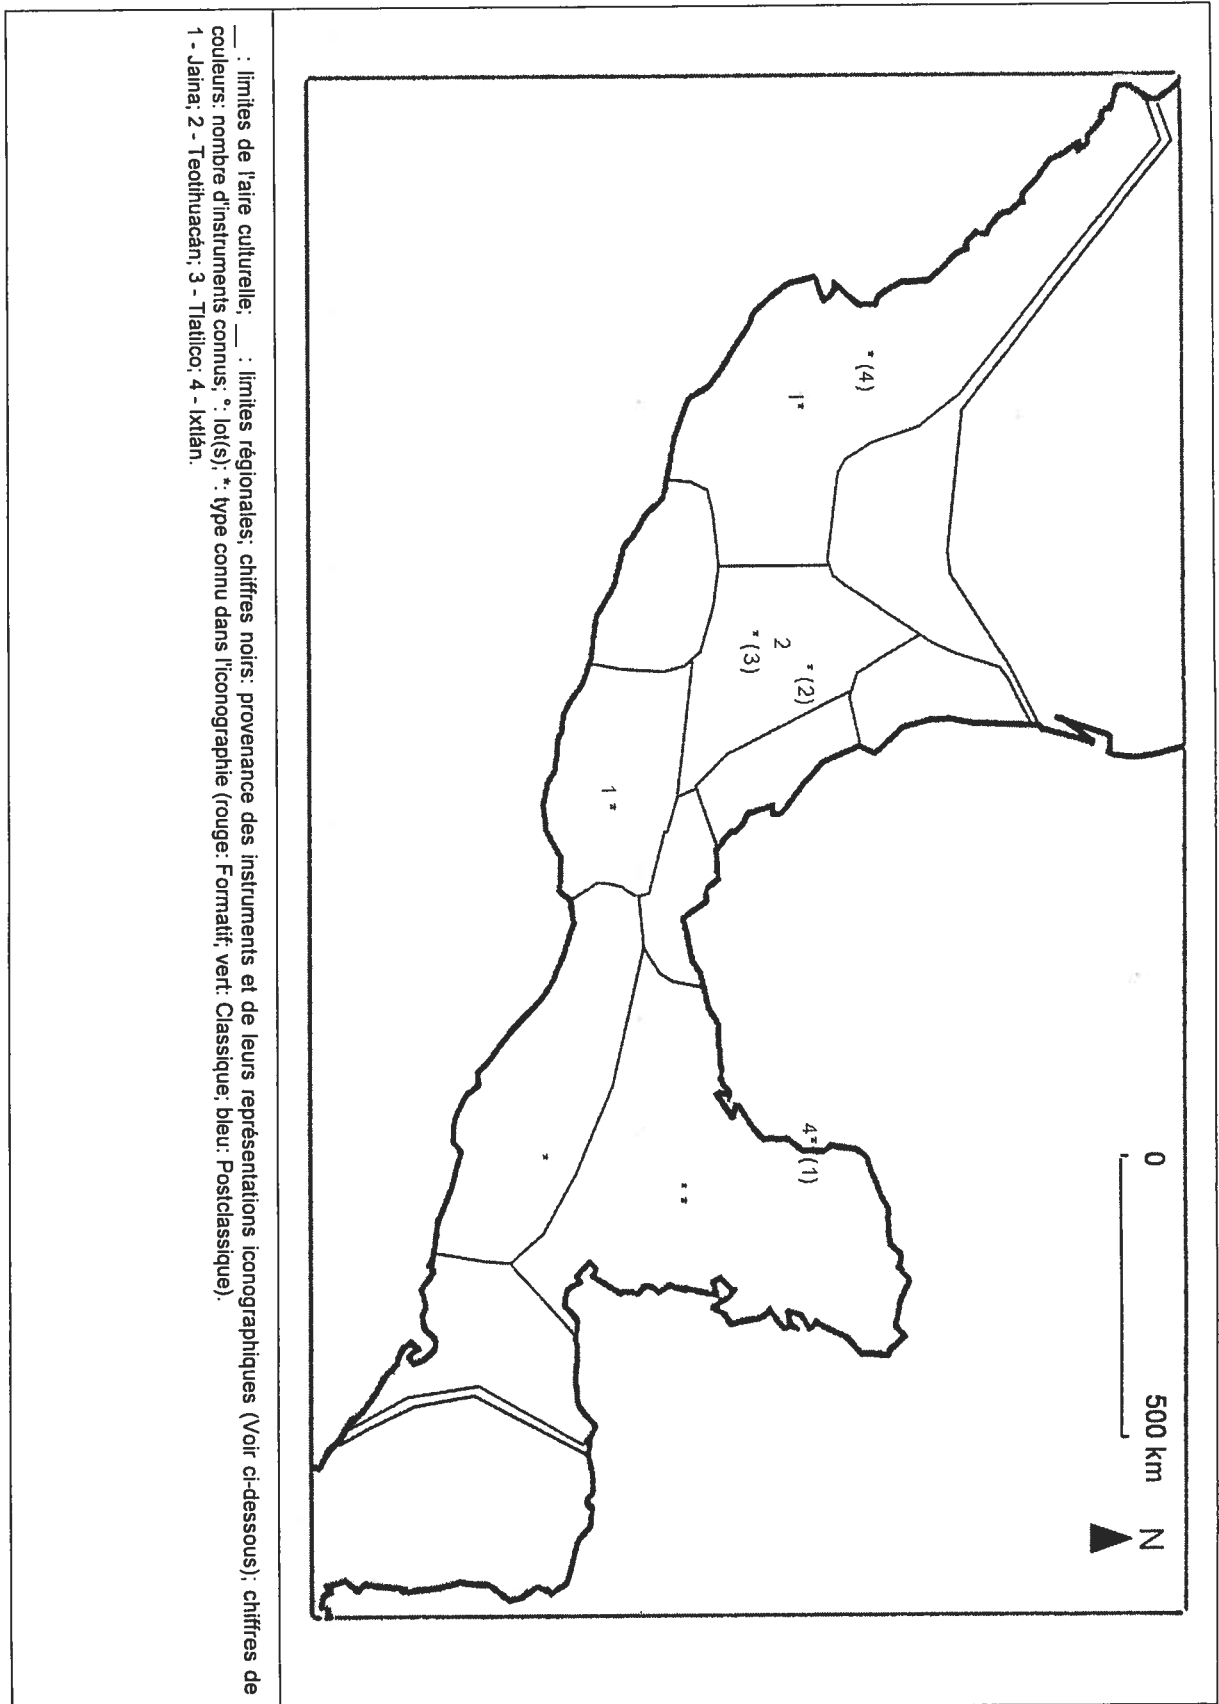 0 500 km N
* (4)
1*
* (2)
2
* (3)
1 *
4* (1)
* *
*
__ : limites de l'aire culturelle; __ : limites régionales; chiffres noirs: provenance des instruments et de leurs représentations iconographiques (Voir ci-dessous); chiffres de
couleurs: nombre d'instruments connus; °: lot(s); *: type connu dans l'iconographie (rouge: Formatif; vert: Classique; bleu: Postclassique).
1 - Jaina; 2 - Teotihuacán; 3 - Tlatilco; 4 - Ixtlán.